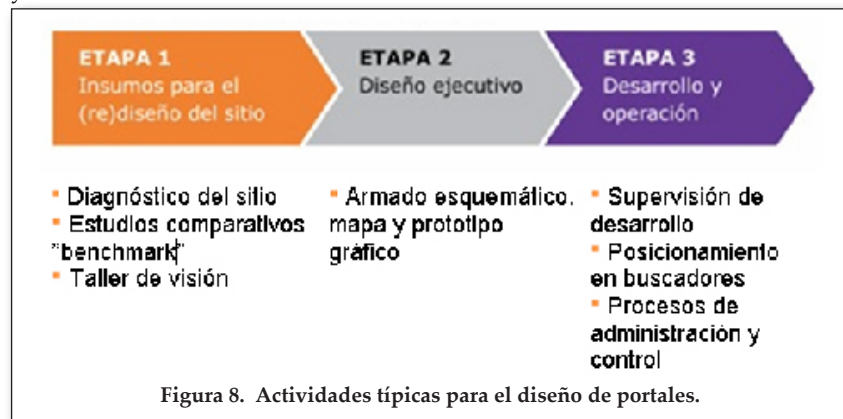 y
ETAPA 1
Insumos para el
(re)diseño del sitio
ETAPA 2
Diseño ejecutivo
ETAPA 3
Desarrollo y
operación
▪ Diagnóstico del sitio
▪ Estudios comparativos
"benchmark"
▪ Taller de visión
▪ Armado esquemático,
mapa y prototipo
gráfico
▪ Supervisión de
desarrollo
▪ Posicionamiento
en buscadores
▪ Procesos de
administración y
control
Figura 8. Actividades típicas para el diseño de portales.